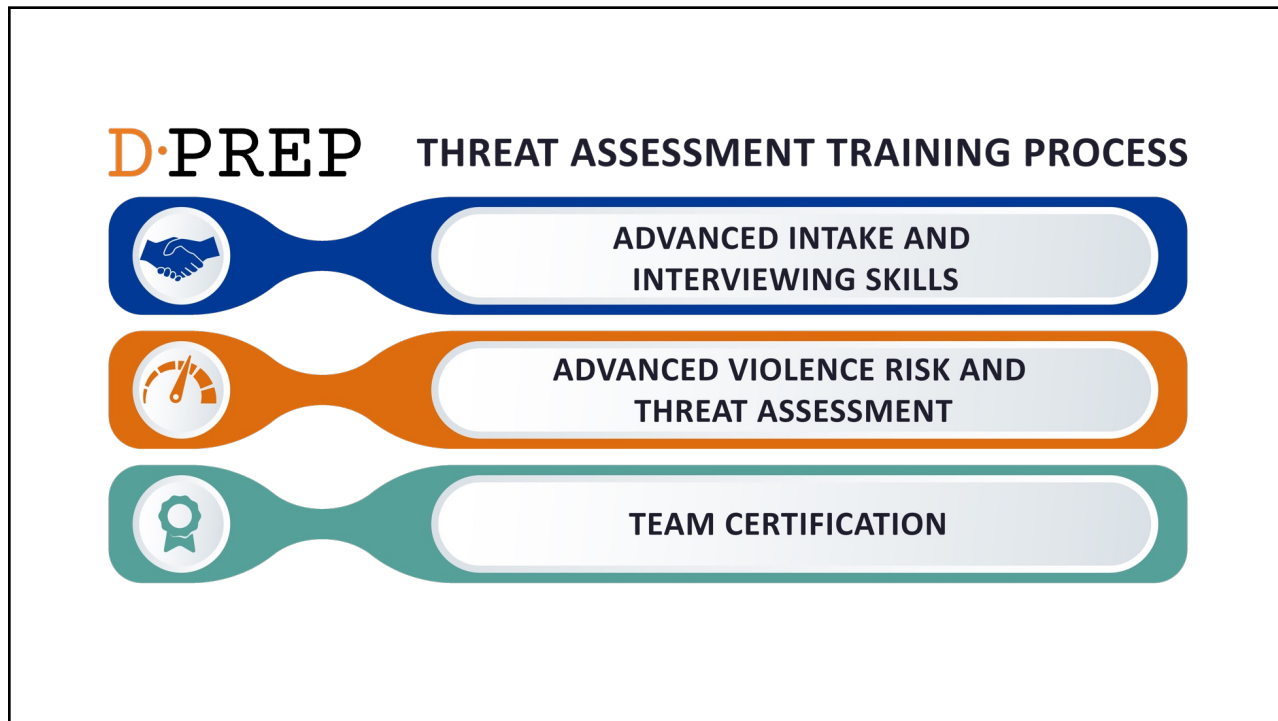 D·PREP THREAT ASSESSMENT TRAINING PROCESS
ADVANCED INTAKE AND
INTERVIEWING SKILLS
ADVANCED VIOLENCE RISK AND
THREAT ASSESSMENT
TEAM CERTIFICATION